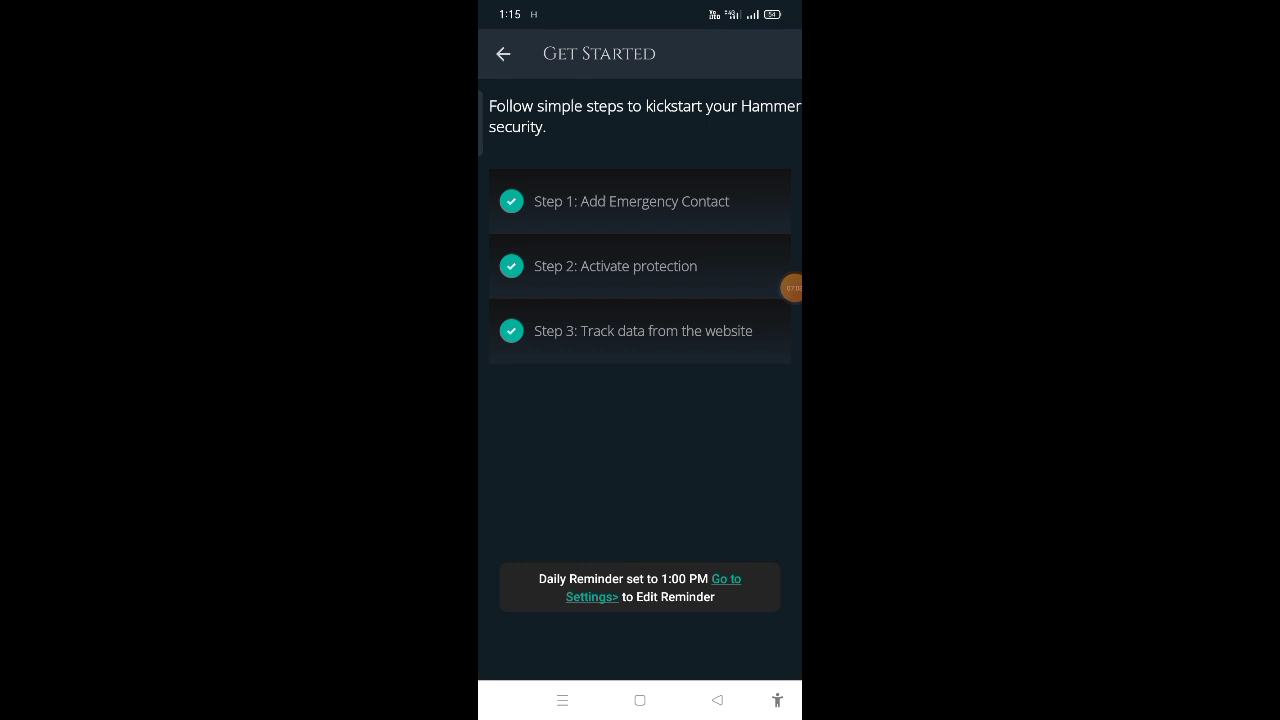 1:15 H 54
Get Started
Follow simple steps to kickstart your Hammer
security.
Step 1: Add Emergency Contact
Step 2: Activate protection
Step 3: Track data from the website
Daily Reminder set to 1:00 PM Go to
Settings> to Edit Reminder